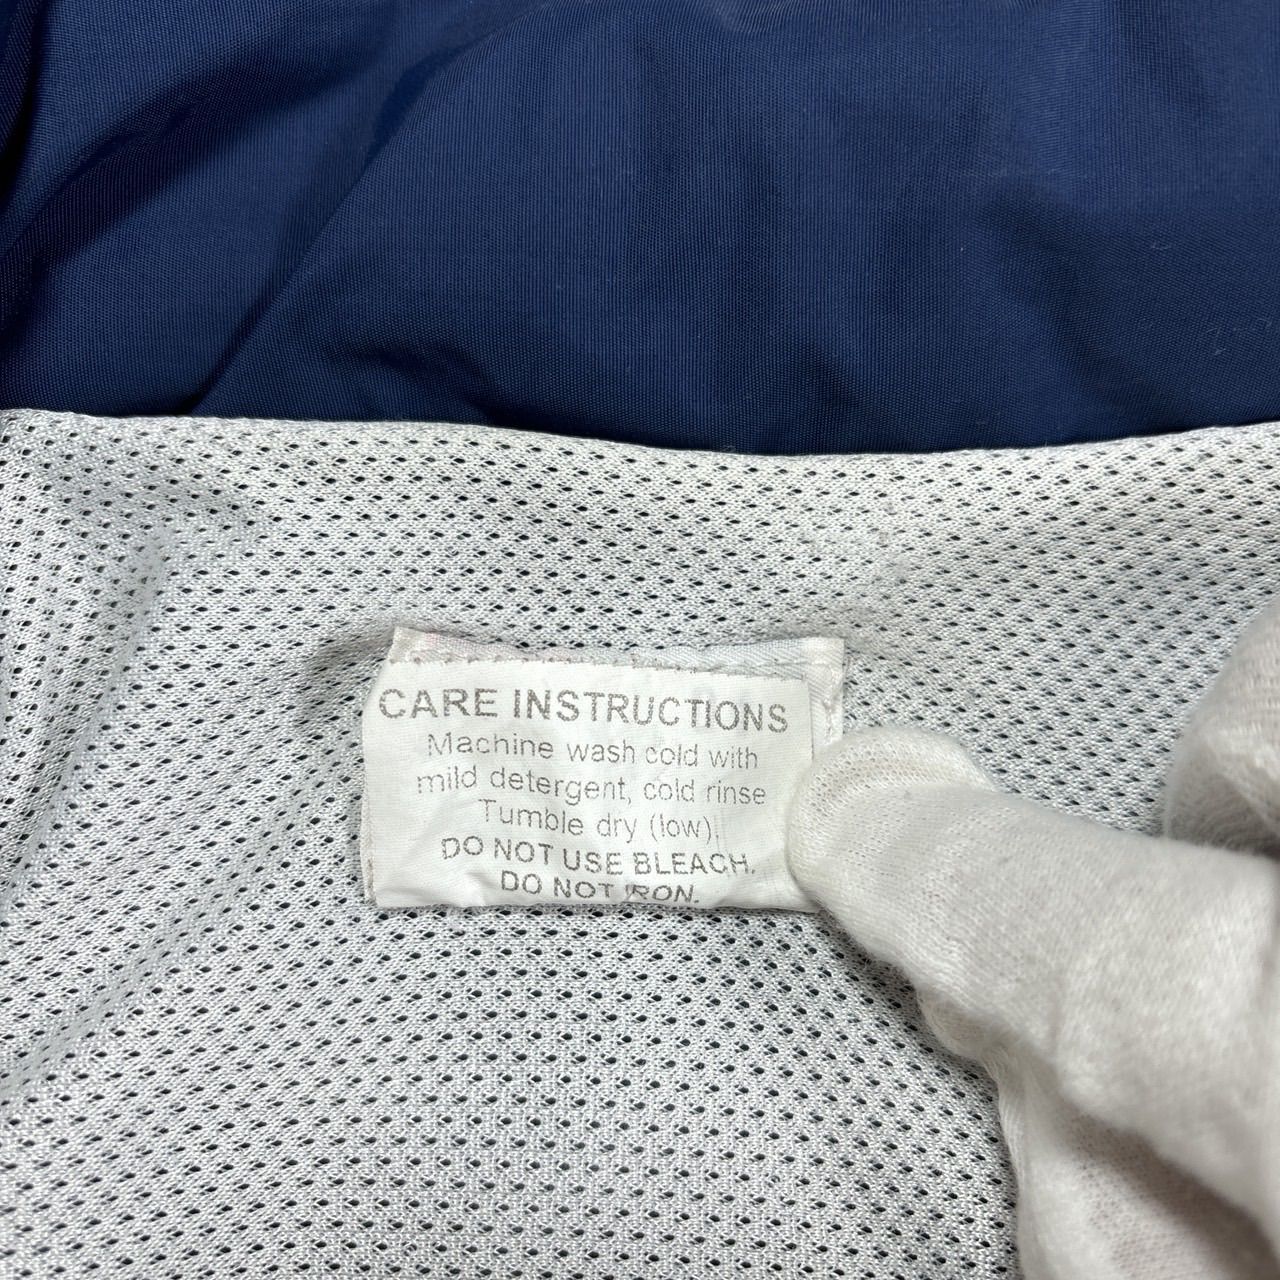 CARE INSTRUCTIONS
Machine wash cold with
mild detergent, cold rinse
Tumble dry (low)
DO NOT USE BLEACH.
DO NOT IRON.